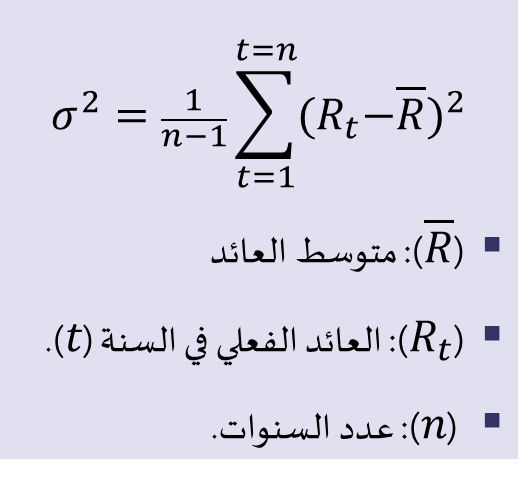 σ² = 1/(n−1) ∑_{t=1}^{t=n} (R_t − R̅)²
▪ (R̅): متوسط العائد
▪ (R_t): العائد الفعلي في السنة (t).
▪ (n): عدد السنوات.